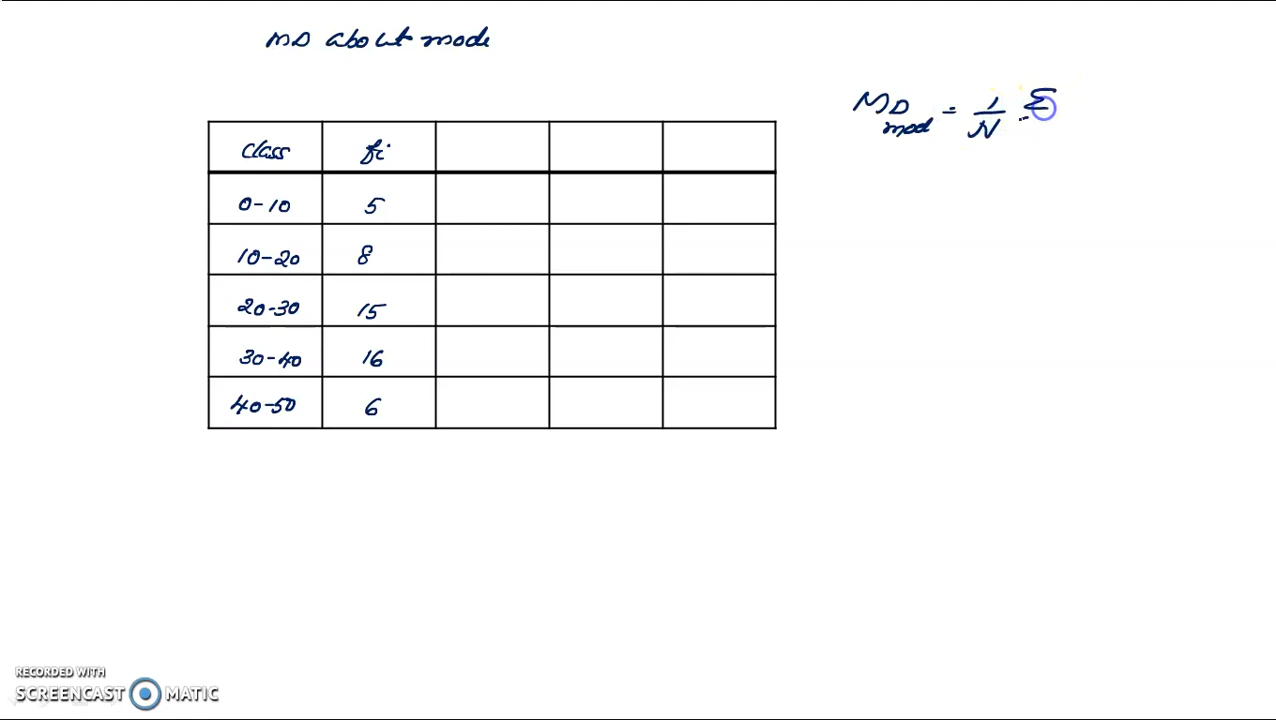 MD about mode
MD mod = 1/N Σ
class fi
0-10 5
10-20 8
20-30 15
30-40 16
40-50 6
RECORDED WITH
SCREENCAST MATIC